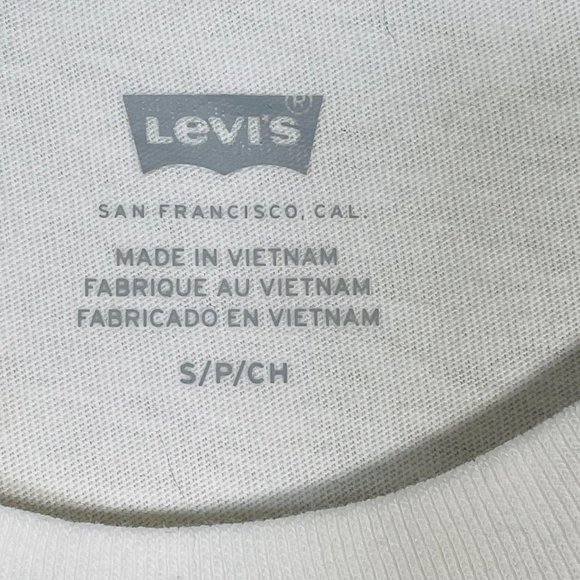 Levi's ®
SAN FRANCISCO, CAL.
MADE IN VIETNAM
FABRIQUE AU VIETNAM
FABRICADO EN VIETNAM
S/P/CH